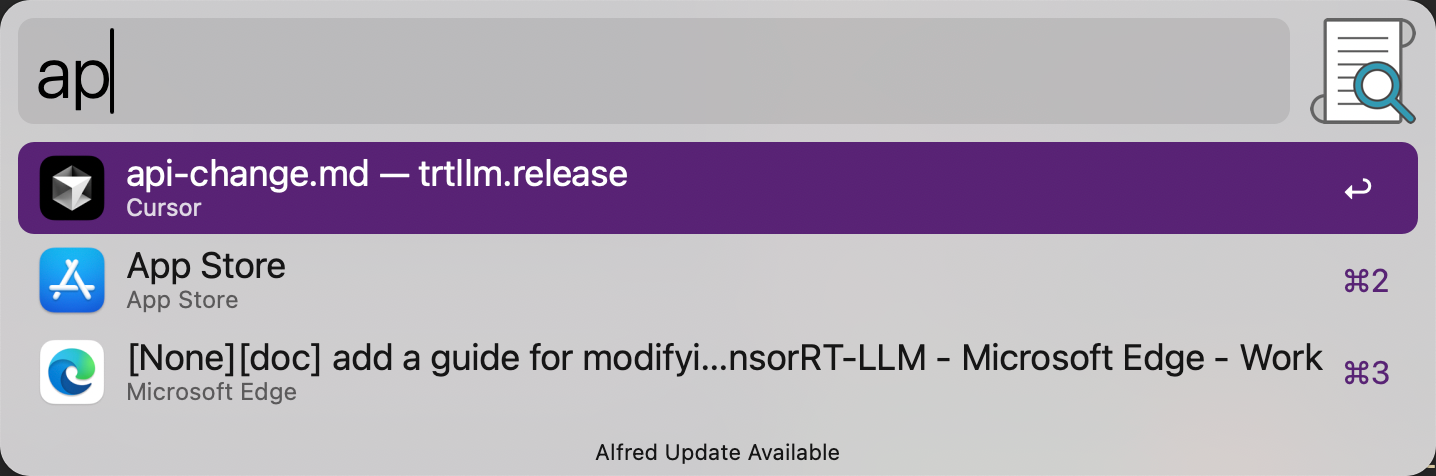 ap
api-change.md — trtllm.release
Cursor
App Store
App Store
⌘2
[None][doc] add a guide for modifyi...nsorRT-LLM - Microsoft Edge - Work
Microsoft Edge
⌘3
Alfred Update Available